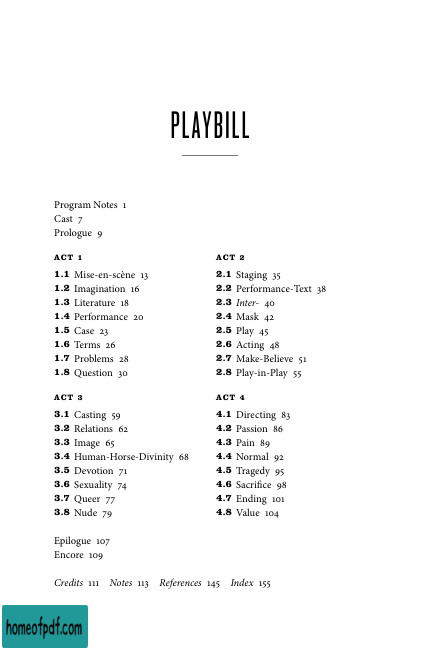 PLAYBILL
Program Notes 1
Cast 7
Prologue 9
ACT 1
1.1 Mise-en-scène 13
1.2 Imagination 16
1.3 Literature 18
1.4 Performance 20
1.5 Case 23
1.6 Terms 26
1.7 Problems 28
1.8 Question 30
ACT 2
2.1 Staging 35
2.2 Performance-Text 38
2.3 Inter- 40
2.4 Mask 42
2.5 Play 45
2.6 Acting 48
2.7 Make-Believe 51
2.8 Play-in-Play 55
ACT 3
3.1 Casting 59
3.2 Relations 62
3.3 Image 65
3.4 Human-Horse-Divinity 68
3.5 Devotion 71
3.6 Sexuality 74
3.7 Queer 77
3.8 Nude 79
ACT 4
4.1 Directing 83
4.2 Passion 86
4.3 Pain 89
4.4 Normal 92
4.5 Tragedy 95
4.6 Sacrifice 98
4.7 Ending 101
4.8 Value 104
Epilogue 107
Encore 109
Credits 111 Notes 113 References 145 Index 155
homeofpdf.com